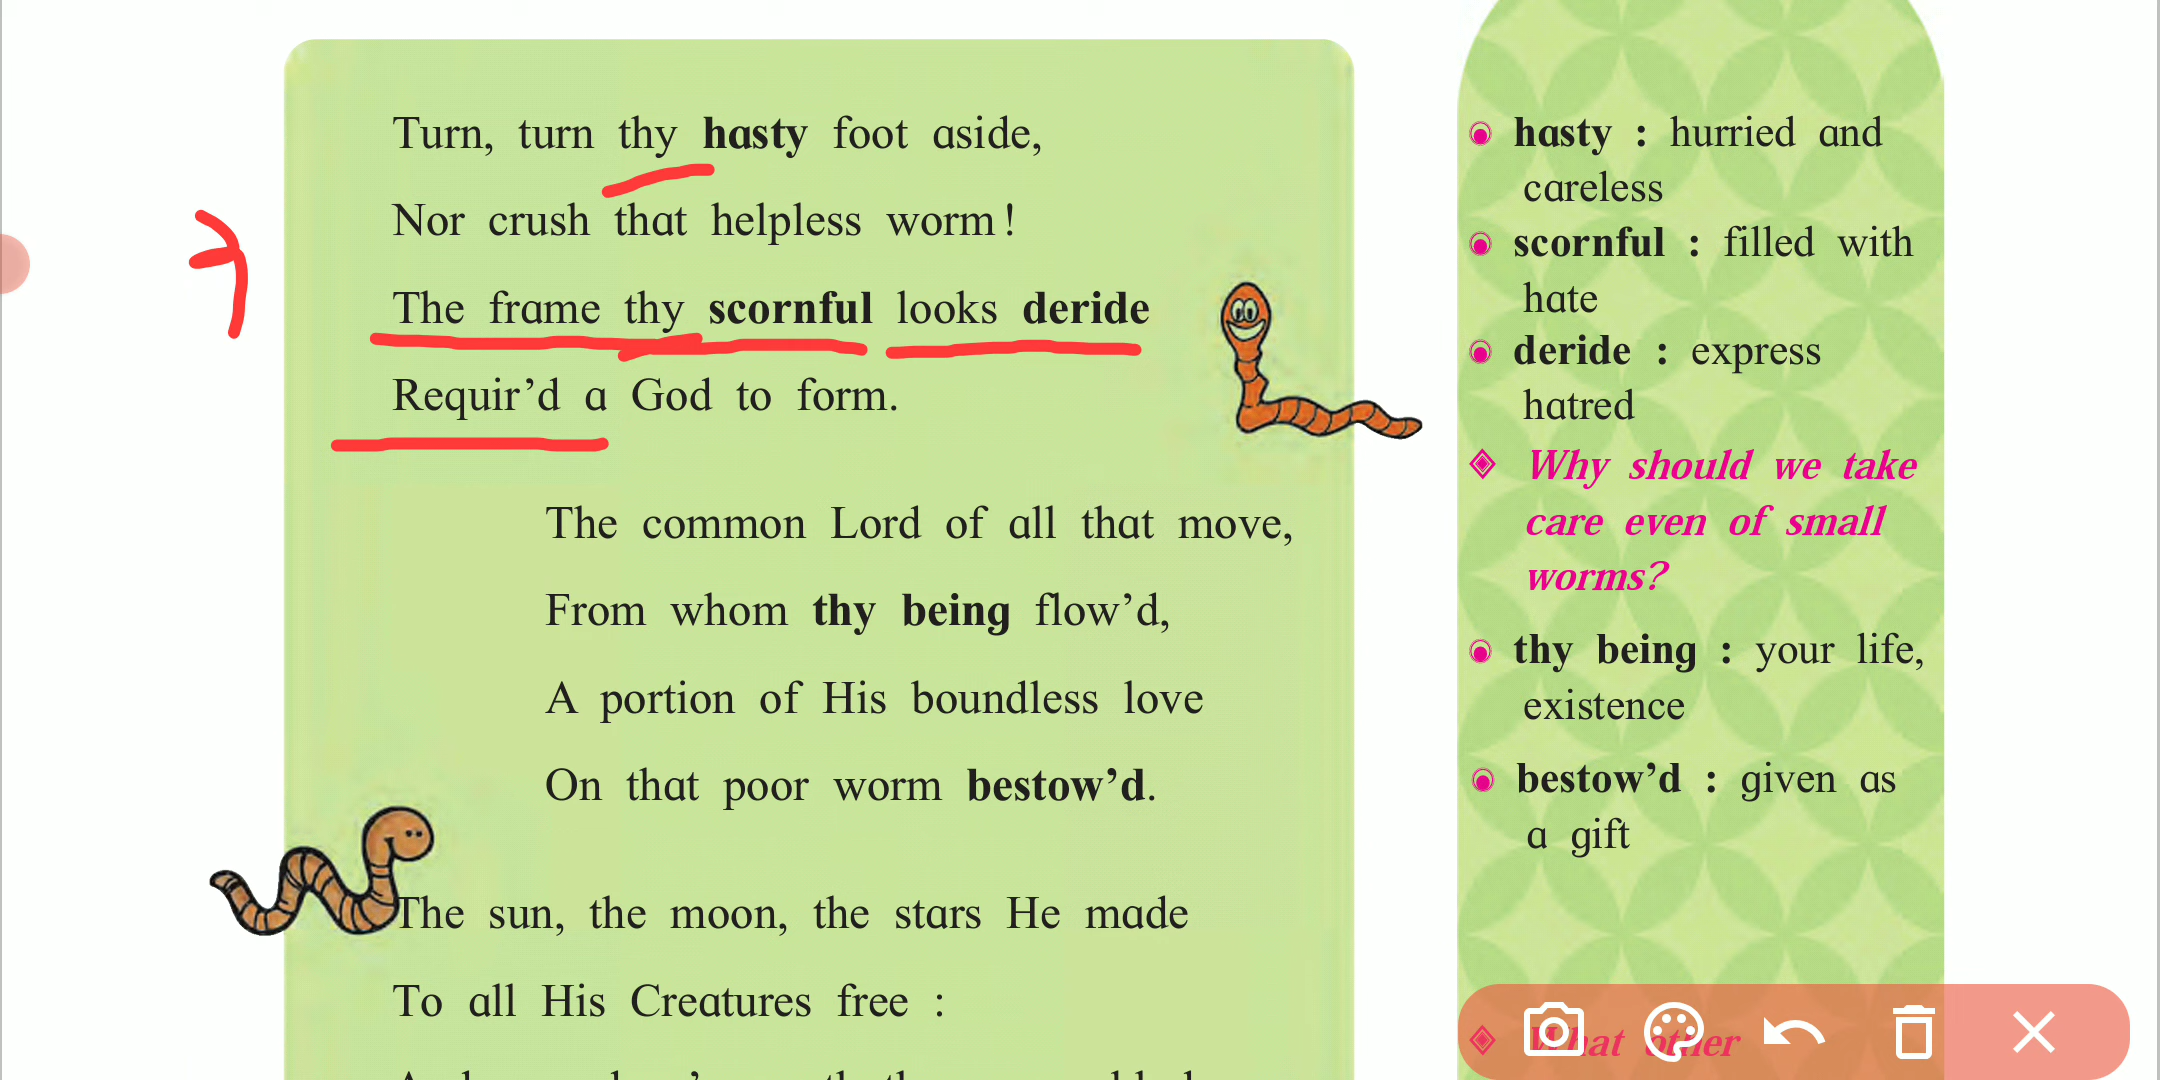 Turn, turn thy hasty foot aside,
Nor crush that helpless worm!
The frame thy scornful looks deride
Requir’d a God to form.
The common Lord of all that move,
From whom thy being flow’d,
A portion of His boundless love
On that poor worm bestow’d.
The sun, the moon, the stars He made
To all His Creatures free :
hasty : hurried and
careless
scornful : filled with
hate
deride : express
hatred
Why should we take
care even of small
worms?
thy being : your life,
existence
bestow’d : given as
a gift
What other